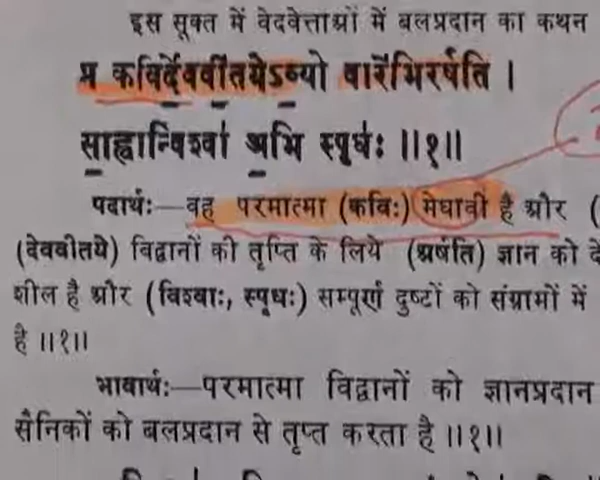 इस सूक्त में वेदवेत्ताओं में बलप्रदान का कथन
प्र कविर्देववीतयेऽव्यो वारेभिरर्षति ।
साह्वान्विश्वा अभि स्पृधः ॥१॥
पदार्थः—वह परमात्मा (कविः) मेधावी है और (
(देववीतये) विद्वानों की तृप्ति के लिये (अर्षति) ज्ञान को दे
शील है और (विश्वाः, स्पृधः) सम्पूर्ण दुष्टों को संग्रामों में
है ॥१॥
भावार्थः—परमात्मा विद्वानों को ज्ञानप्रदान
सैनिकों को बलप्रदान से तृप्त करता है ॥१॥